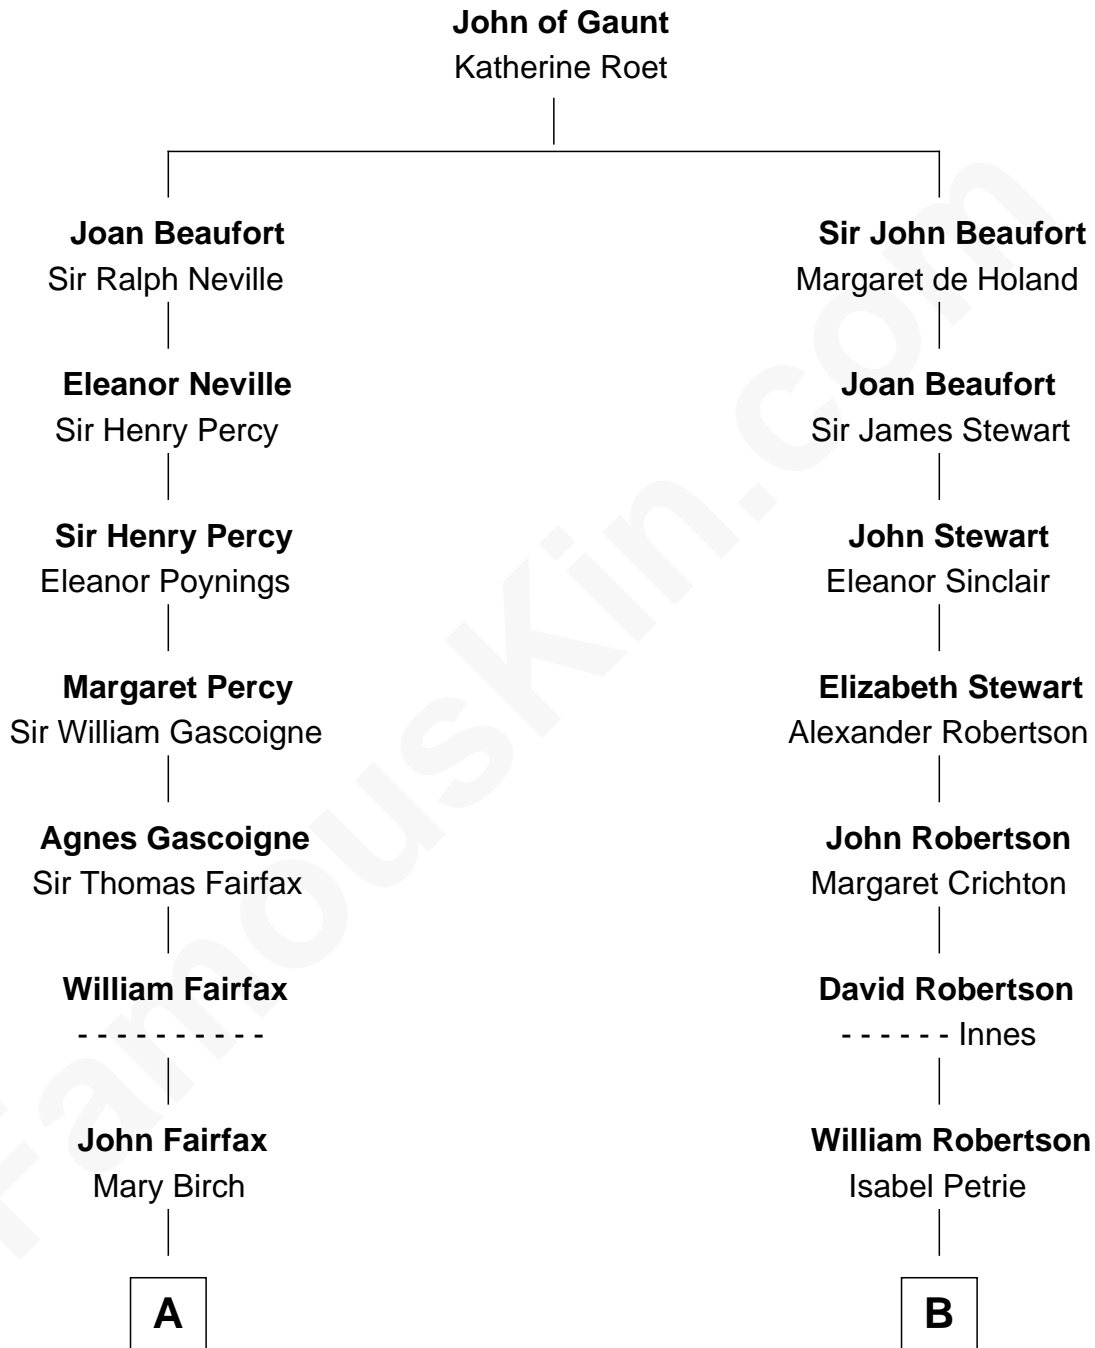 John of Gaunt
Katherine Roet
Joan Beaufort
Sir Ralph Neville
Sir John Beaufort
Margaret de Holand
Eleanor Neville
Sir Henry Percy
Joan Beaufort
Sir James Stewart
Sir Henry Percy
Eleanor Poynings
John Stewart
Eleanor Sinclair
Margaret Percy
Sir William Gascoigne
Elizabeth Stewart
Alexander Robertson
Agnes Gascoigne
Sir Thomas Fairfax
John Robertson
Margaret Crichton
William Fairfax
- - - - - - - - - -
David Robertson
- - - - - - Innes
John Fairfax
Mary Birch
William Robertson
Isabel Petrie
A
B
FamousKin.com